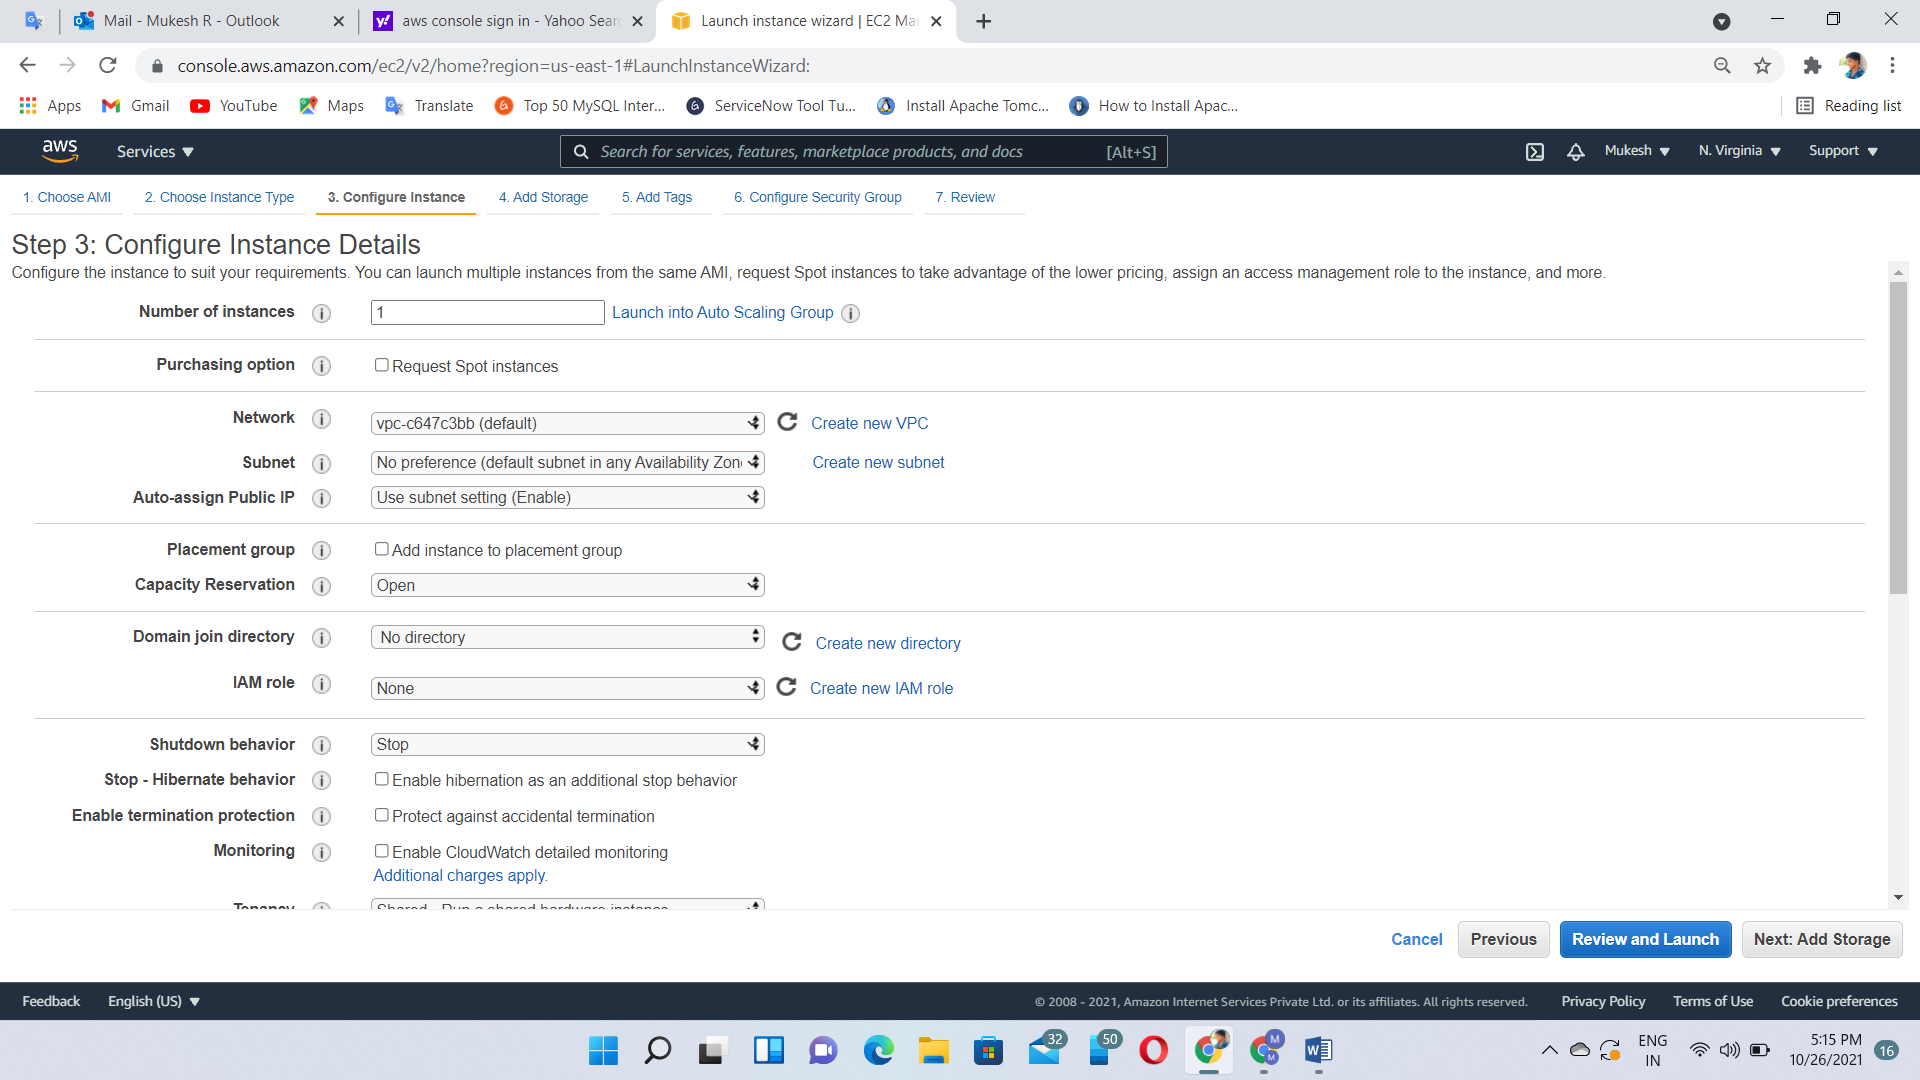 Mail - Mukesh R - Outlook
aws console sign in - Yahoo Sear
Launch instance wizard | EC2 Mar
console.aws.amazon.com/ec2/v2/home?region=us-east-1#LaunchInstanceWizard:
Apps Gmail YouTube Maps Translate Top 50 MySQL Inter... ServiceNow Tool Tu... Install Apache Tomc... How to Install Apac... Reading list
aws Services Search for services, features, marketplace products, and docs [Alt+S] Mukesh N. Virginia Support
1. Choose AMI 2. Choose Instance Type 3. Configure Instance 4. Add Storage 5. Add Tags 6. Configure Security Group 7. Review
Step 3: Configure Instance Details
Configure the instance to suit your requirements. You can launch multiple instances from the same AMI, request Spot instances to take advantage of the lower pricing, assign an access management role to the instance, and more.
Number of instances 1 Launch into Auto Scaling Group
Purchasing option Request Spot instances
Network vpc-c647c3bb (default) Create new VPC
Subnet No preference (default subnet in any Availability Zon Create new subnet
Auto-assign Public IP Use subnet setting (Enable)
Placement group Add instance to placement group
Capacity Reservation Open
Domain join directory No directory Create new directory
IAM role None Create new IAM role
Shutdown behavior Stop
Stop - Hibernate behavior Enable hibernation as an additional stop behavior
Enable termination protection Protect against accidental termination
Monitoring Enable CloudWatch detailed monitoring
Additional charges apply.
Tenancy Shared - Run a shared hardware instance
Cancel Previous Review and Launch Next: Add Storage
Feedback English (US) © 2008 - 2021, Amazon Internet Services Private Ltd. or its affiliates. All rights reserved. Privacy Policy Terms of Use Cookie preferences
32 50 M M
ENG
IN
5:15 PM
10/26/2021
16